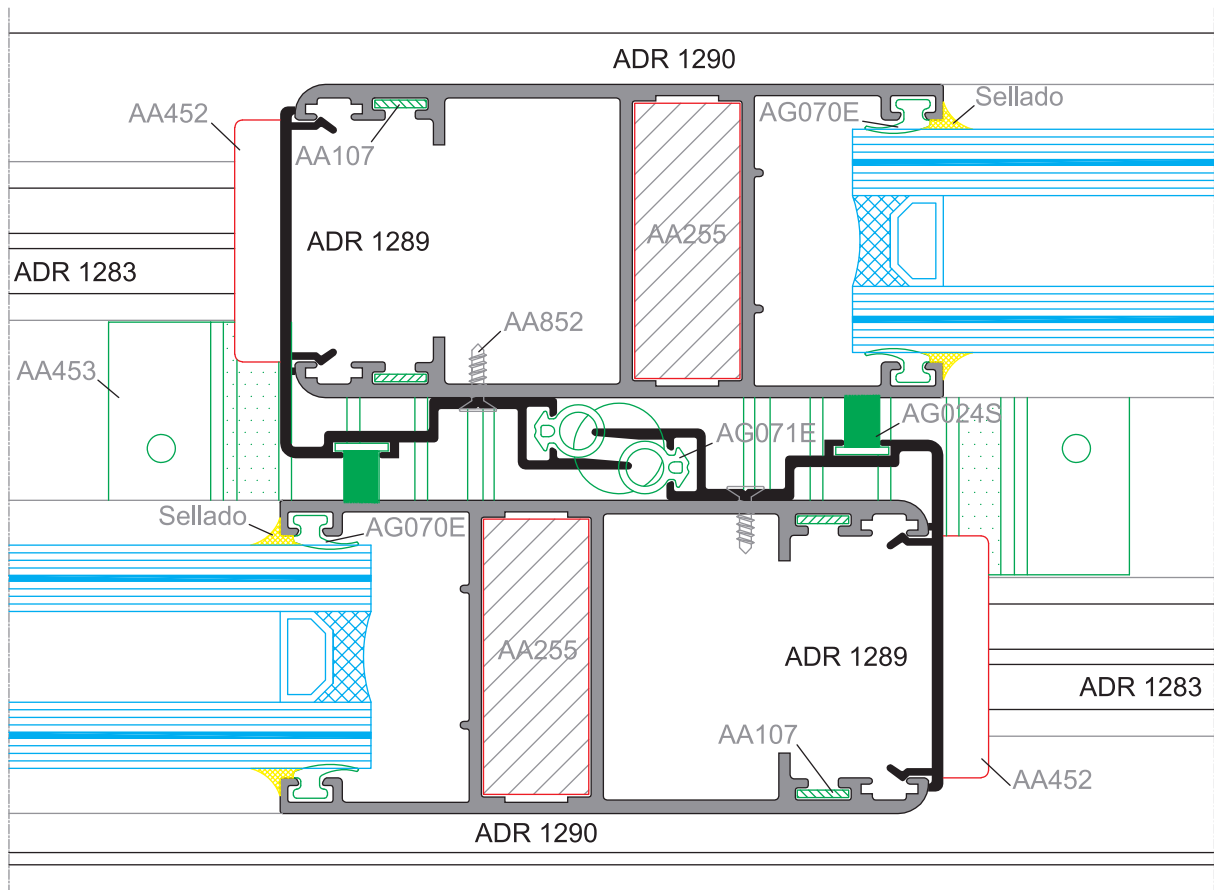 ADR 1290
AA452
AG070E
Sellado
AA107
ADR 1289
AA255
ADR 1283
AA852
AA453
AG024S
AG071E
Sellado
AG070E
AA255
ADR 1289
ADR 1283
AA107
AA452
ADR 1290